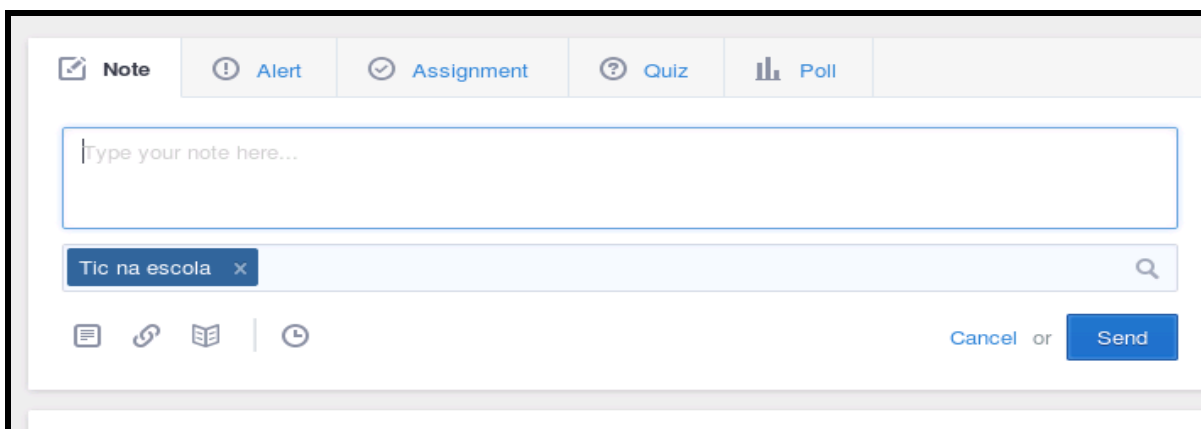 Note Alert Assignment Quiz Poll
Type your note here...
Tic na escola x
Cancel or Send